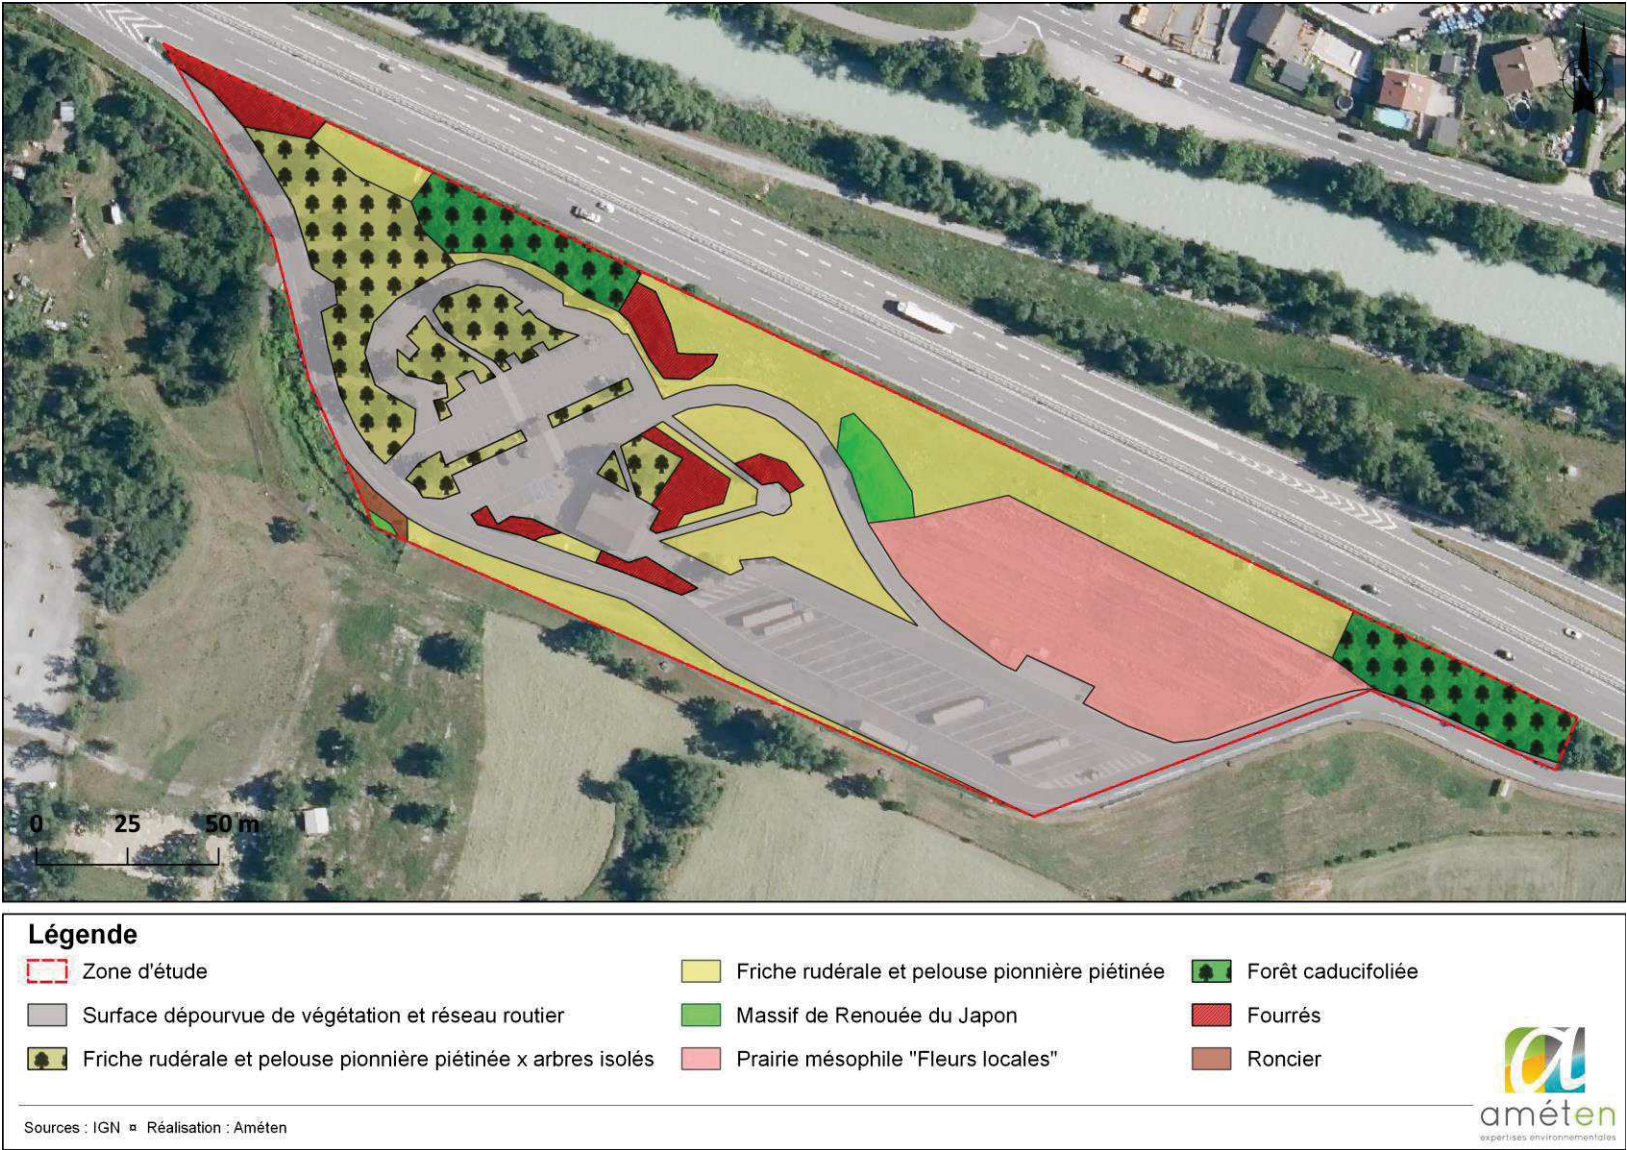 0 25 50 m
Légende
Zone d'étude
Surface dépourvue de végétation et réseau routier
Friche rudérale et pelouse pionnière piétinée x arbres isolés
Friche rudérale et pelouse pionnière piétinée
Massif de Renouée du Japon
Prairie mésophile "Fleurs locales"
Forêt caducifoliée
Fourrés
Roncier
Sources : IGN ¤ Réalisation : Améten
a
améten
expertises environnementales